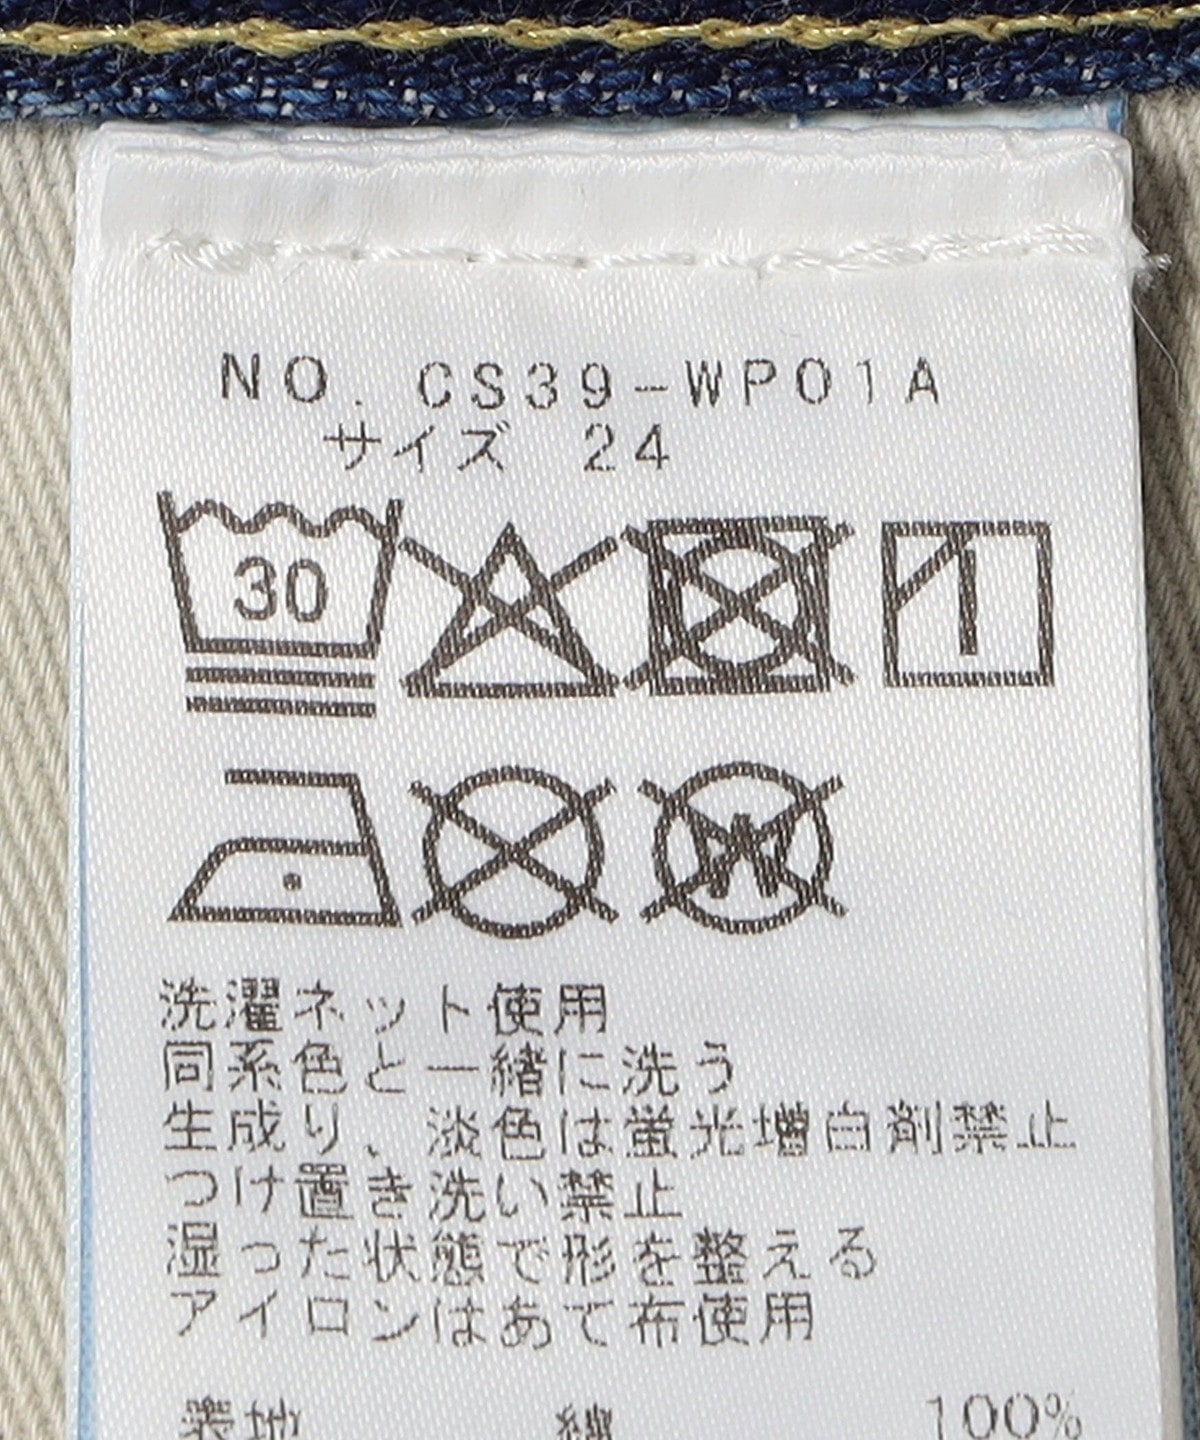 NO. CS39-WP01A
サイズ 24
30
W
洗濯ネット使用
同系色と一緒に洗う
生成り、淡色は蛍光増白剤禁止
つけ置き洗い禁止
湿った状態で形を整える
アイロンはあて布使用
表地 綿 100%